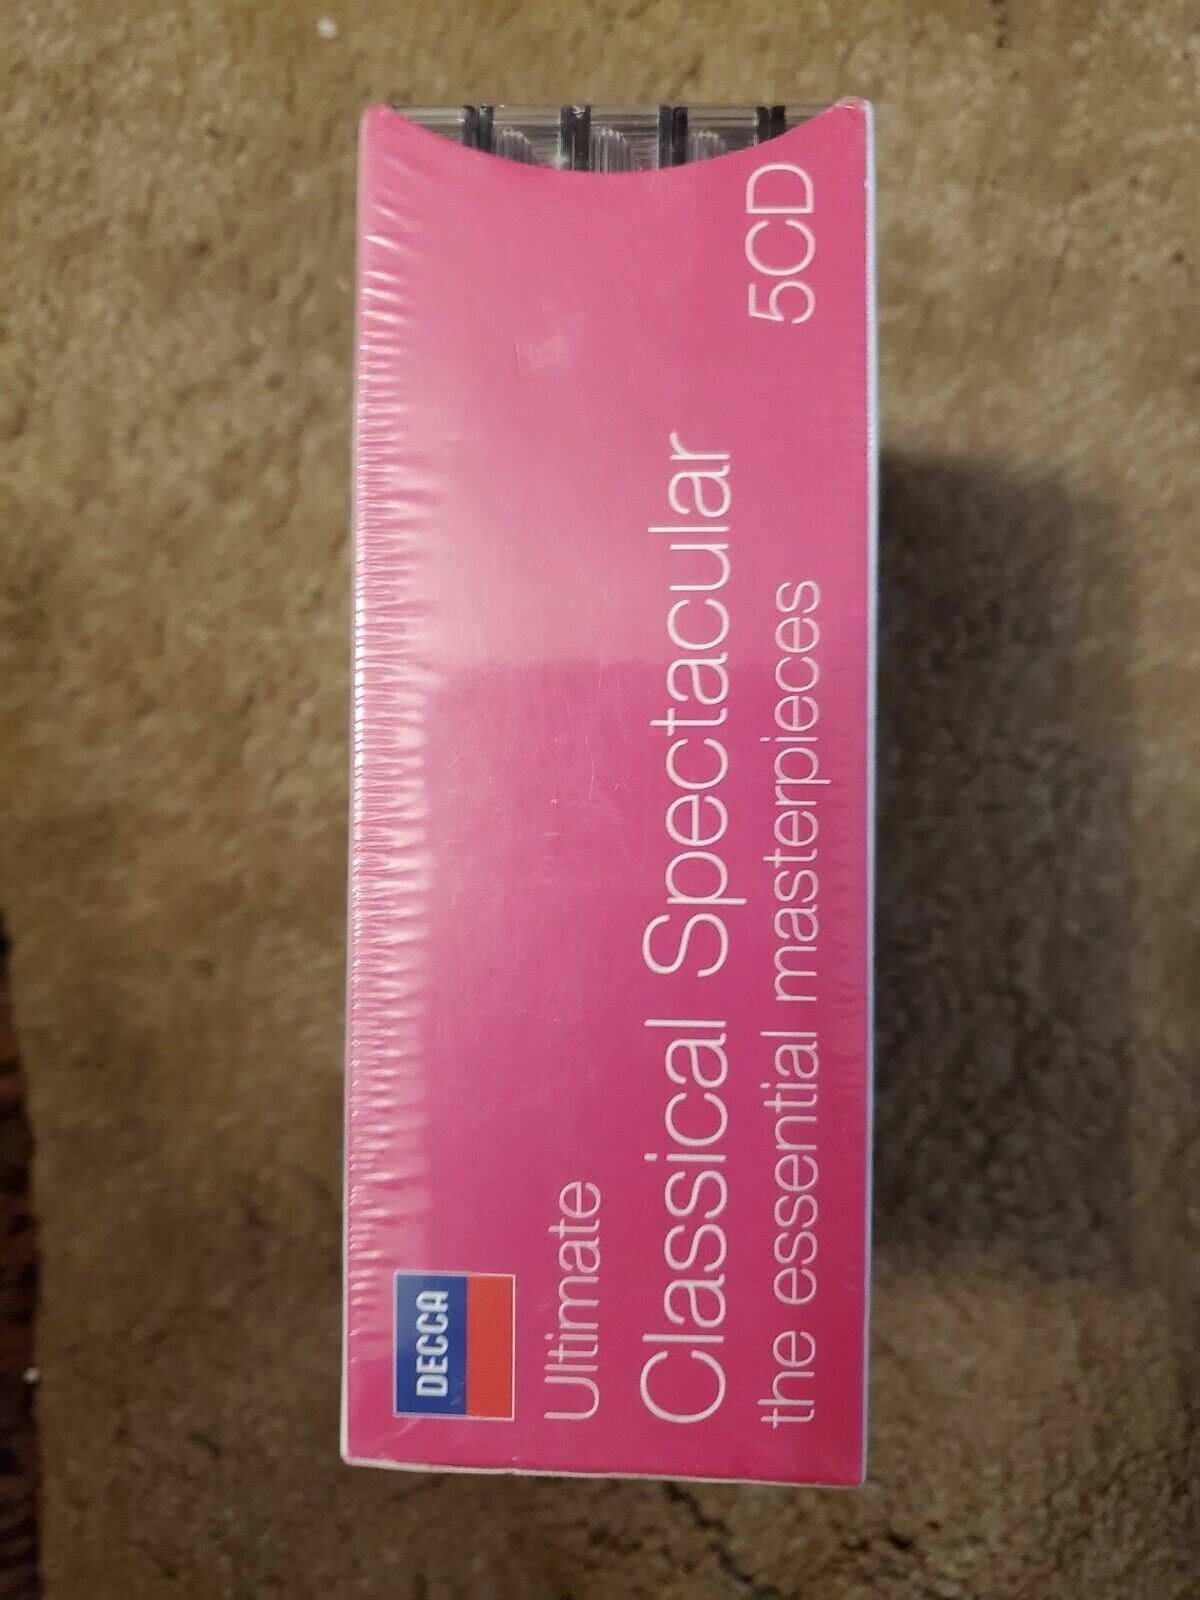 DECCA
Ultimate
Classical Spectacular
the essential masterpieces
5CD